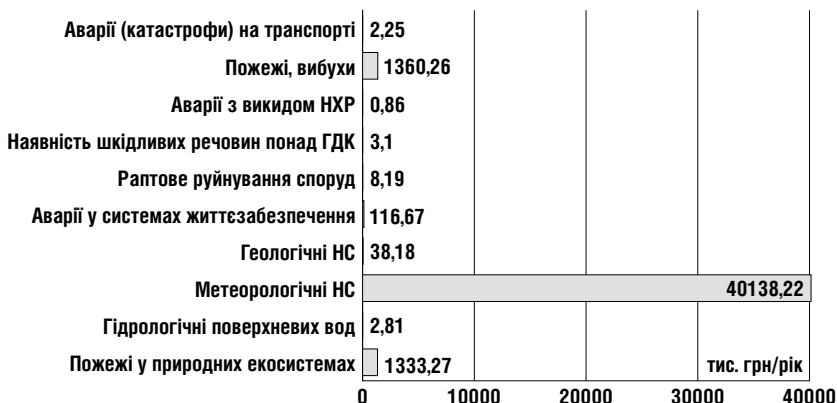 Аварії (катастрофи) на транспорті 2,25
Пожежі, вибухи 1360,26
Аварії з викидом НХР 0,86
Наявність шкідливих речовин понад ГДК 3,1
Раптове руйнування споруд 8,19
Аварії у системах життєзабезпечення 116,67
Геологічні НС 38,18
Метеорологічні НС 40138,22
Гідрологічні поверхневих вод 2,81
Пожежі у природних екосистемах 1333,27 тис. грн/рік
0 10000 20000 30000 40000